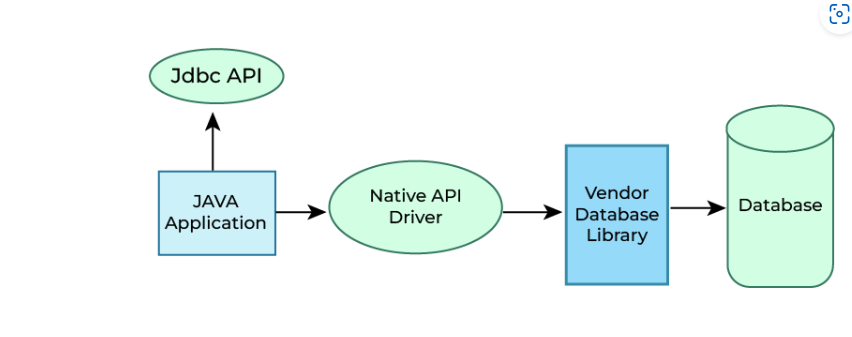 Jdbc API
JAVA
Application
Native API
Driver
Vendor
Database
Library
Database